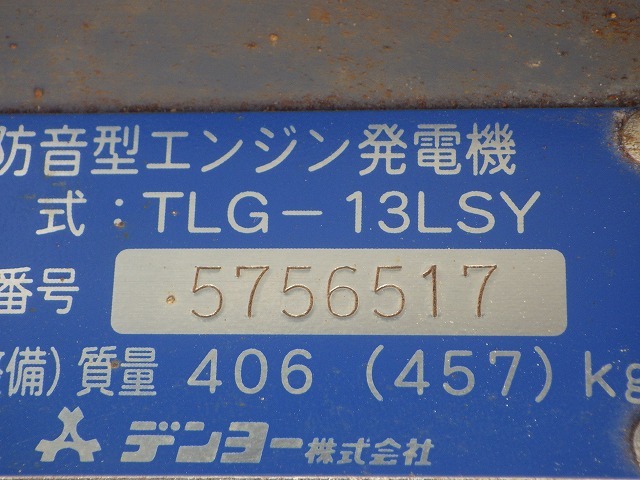 防音型エンジン発電機
式：TLG－13LSY
番号 5756517
備）質量 406（457）kg
デンヨー株式会社